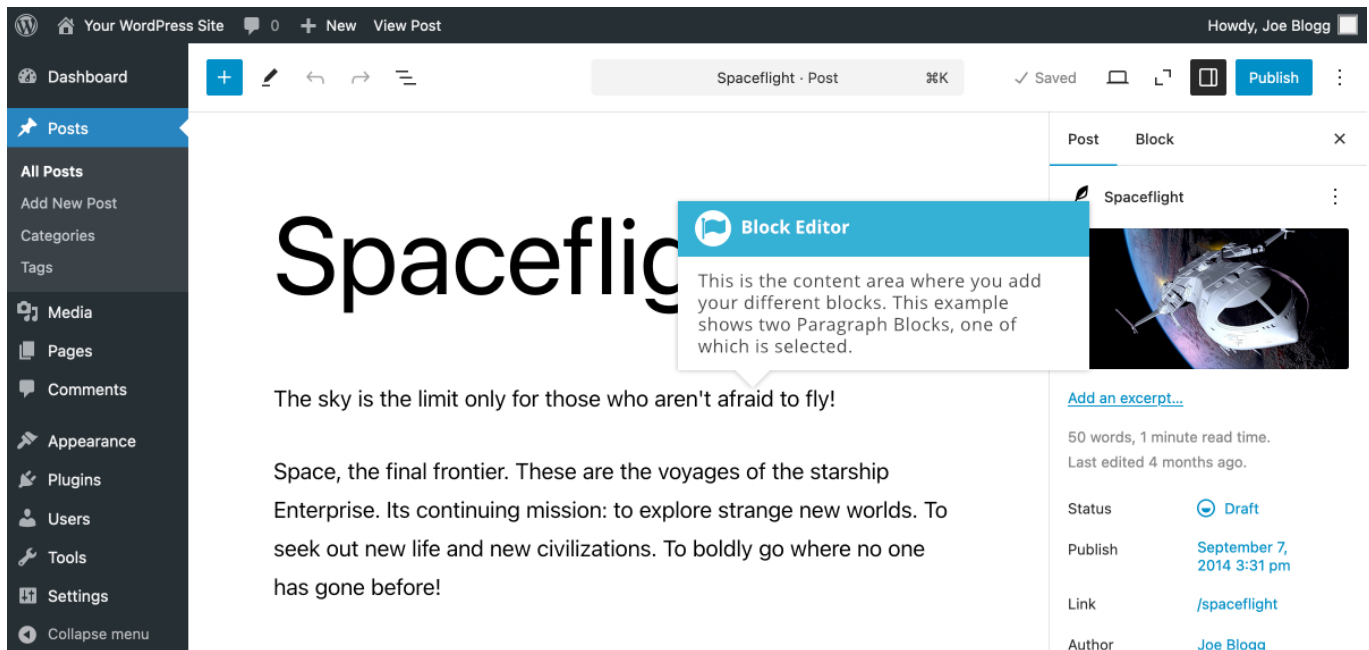 Your WordPress Site 0 New View Post Howdy, Joe Blogg
Dashboard
Posts
All Posts
Add New Post
Categories
Tags
Media
Pages
Comments
Appearance
Plugins
Users
Tools
Settings
Collapse menu
Spaceflight · Post ⌘K Saved Publish
Spaceflig
Block Editor
This is the content area where you add
your different blocks. This example
shows two Paragraph Blocks, one of
which is selected.
The sky is the limit only for those who aren't afraid to fly!
Space, the final frontier. These are the voyages of the starship
Enterprise. Its continuing mission: to explore strange new worlds. To
seek out new life and new civilizations. To boldly go where no one
has gone before!
Post Block
Spaceflight
Add an excerpt...
50 words, 1 minute read time.
Last edited 4 months ago.
Status Draft
Publish September 7,
2014 3:31 pm
Link /spaceflight
Author Joe Blogg